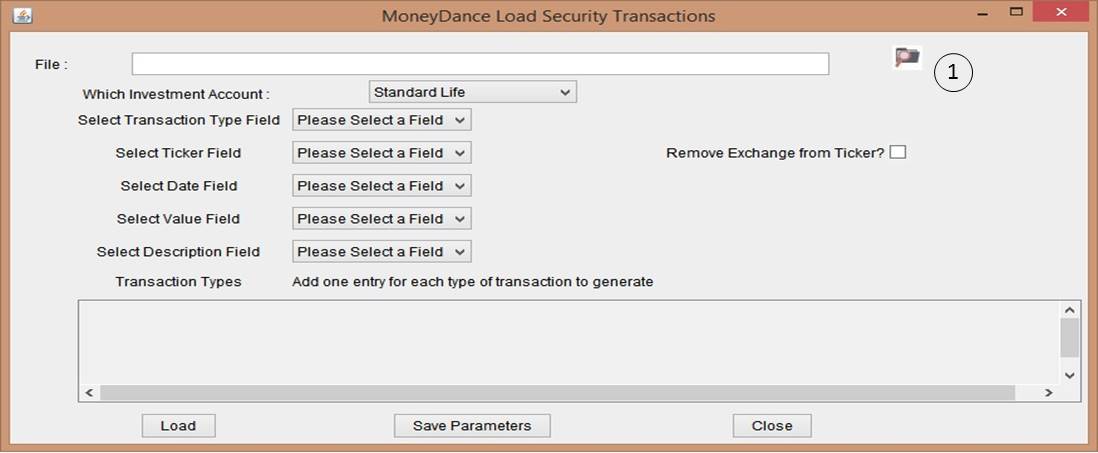 MoneyDance Load Security Transactions
File :
1
Which Investment Account : Standard Life
Select Transaction Type Field Please Select a Field
Select Ticker Field Please Select a Field Remove Exchange from Ticker?
Select Date Field Please Select a Field
Select Value Field Please Select a Field
Select Description Field Please Select a Field
Transaction Types Add one entry for each type of transaction to generate
Load Save Parameters Close